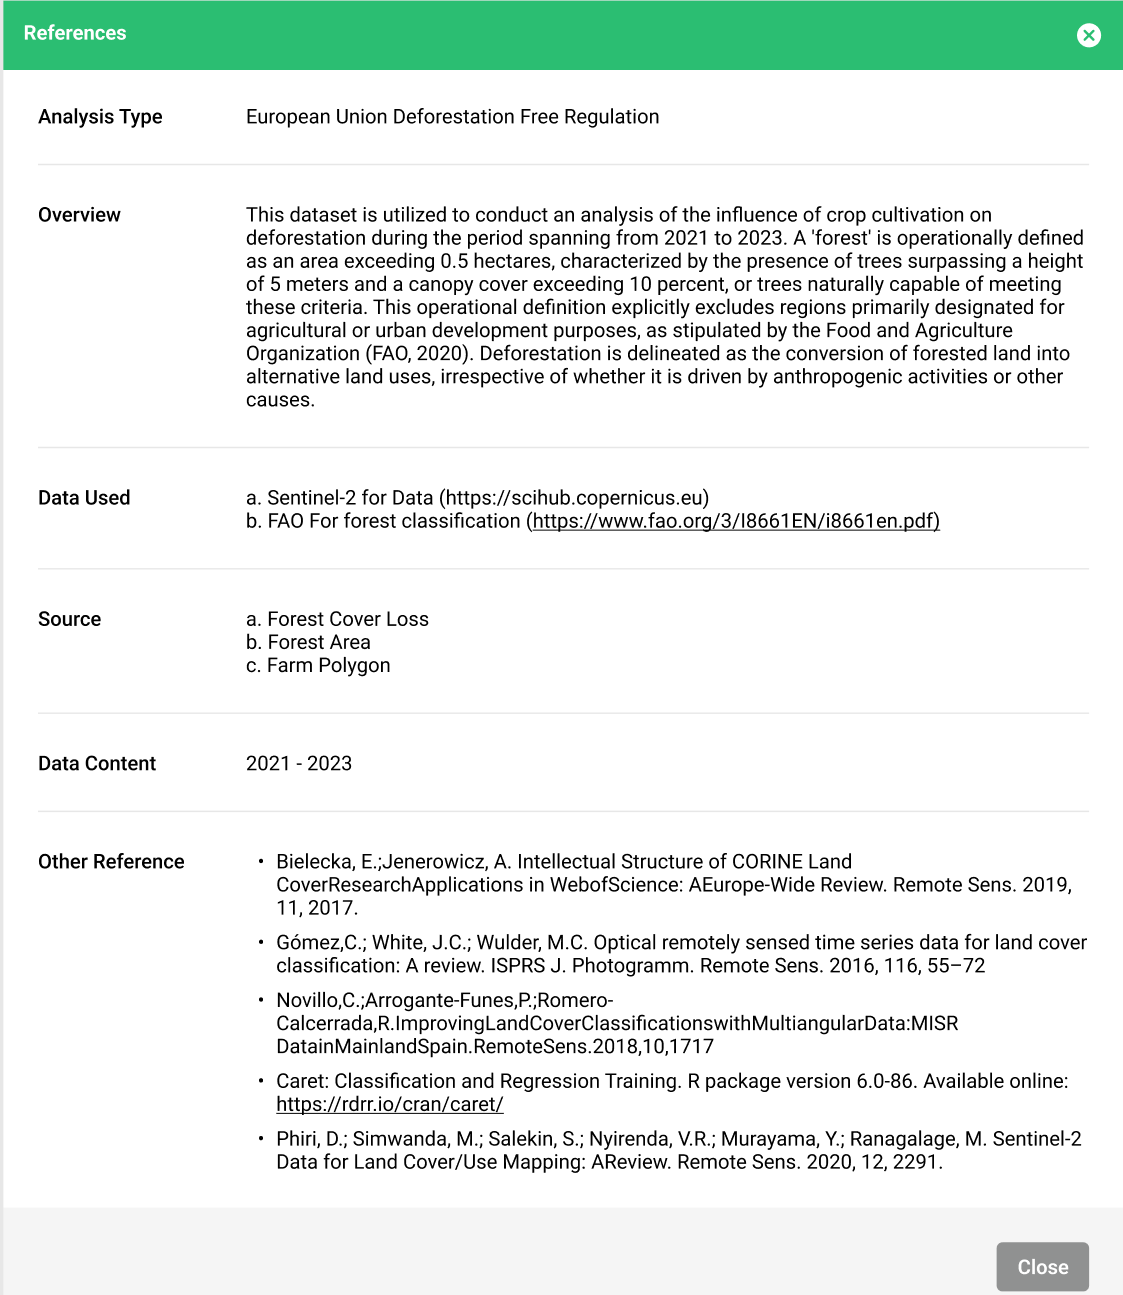 References
Analysis Type
European Union Deforestation Free Regulation
Overview
This dataset is utilized to conduct an analysis of the influence of crop cultivation on
deforestation during the period spanning from 2021 to 2023. A 'forest' is operationally defined
as an area exceeding 0.5 hectares, characterized by the presence of trees surpassing a height
of 5 meters and a canopy cover exceeding 10 percent, or trees naturally capable of meeting
these criteria. This operational definition explicitly excludes regions primarily designated for
agricultural or urban development purposes, as stipulated by the Food and Agriculture
Organization (FAO, 2020). Deforestation is delineated as the conversion of forested land into
alternative land uses, irrespective of whether it is driven by anthropogenic activities or other
causes.
Data Used
a. Sentinel-2 for Data (https://scihub.copernicus.eu)
b. FAO For forest classification (https://www.fao.org/3/I8661EN/i8661en.pdf)
Source
a. Forest Cover Loss
b. Forest Area
c. Farm Polygon
Data Content
2021 - 2023
Other Reference
• Bielecka, E.;Jenerowicz, A. Intellectual Structure of CORINE Land
CoverResearchApplications in WebofScience: AEurope-Wide Review. Remote Sens. 2019,
11, 2017.
• Gómez,C.; White, J.C.; Wulder, M.C. Optical remotely sensed time series data for land cover
classification: A review. ISPRS J. Photogramm. Remote Sens. 2016, 116, 55–72
• Novillo,C.;Arrogante-Funes,P.;Romero-
Calcerrada,R.ImprovingLandCoverClassificationswithMultiangularData:MISR
DatainMainlandSpain.RemoteSens.2018,10,1717
• Caret: Classification and Regression Training. R package version 6.0-86. Available online:
https://rdrr.io/cran/caret/
• Phiri, D.; Simwanda, M.; Salekin, S.; Nyirenda, V.R.; Murayama, Y.; Ranagalage, M. Sentinel-2
Data for Land Cover/Use Mapping: AReview. Remote Sens. 2020, 12, 2291.
Close